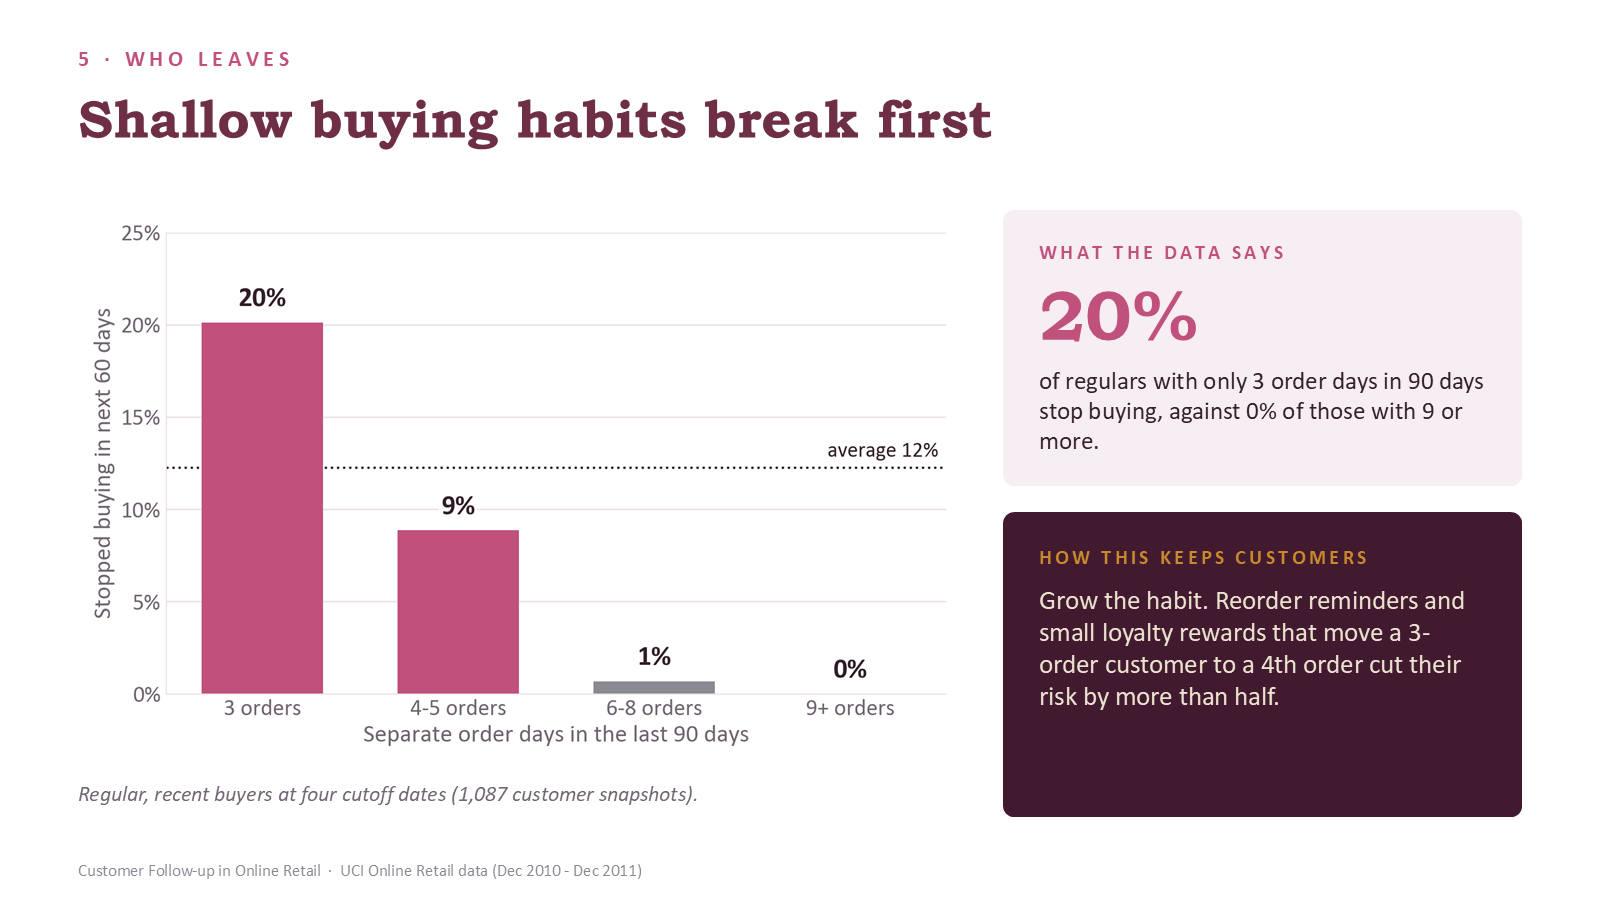 5 · WHO LEAVES
Shallow buying habits break first
25%
20%
15%
10%
5%
0%
Stopped buying in next 60 days
20%
9%
1%
0%
average 12%
3 orders
4-5 orders
6-8 orders
9+ orders
Separate order days in the last 90 days
Regular, recent buyers at four cutoff dates (1,087 customer snapshots).
WHAT THE DATA SAYS
20%
of regulars with only 3 order days in 90 days
stop buying, against 0% of those with 9 or
more.
HOW THIS KEEPS CUSTOMERS
Grow the habit. Reorder reminders and
small loyalty rewards that move a 3-
order customer to a 4th order cut their
risk by more than half.
Customer Follow-up in Online Retail · UCI Online Retail data (Dec 2010 - Dec 2011)